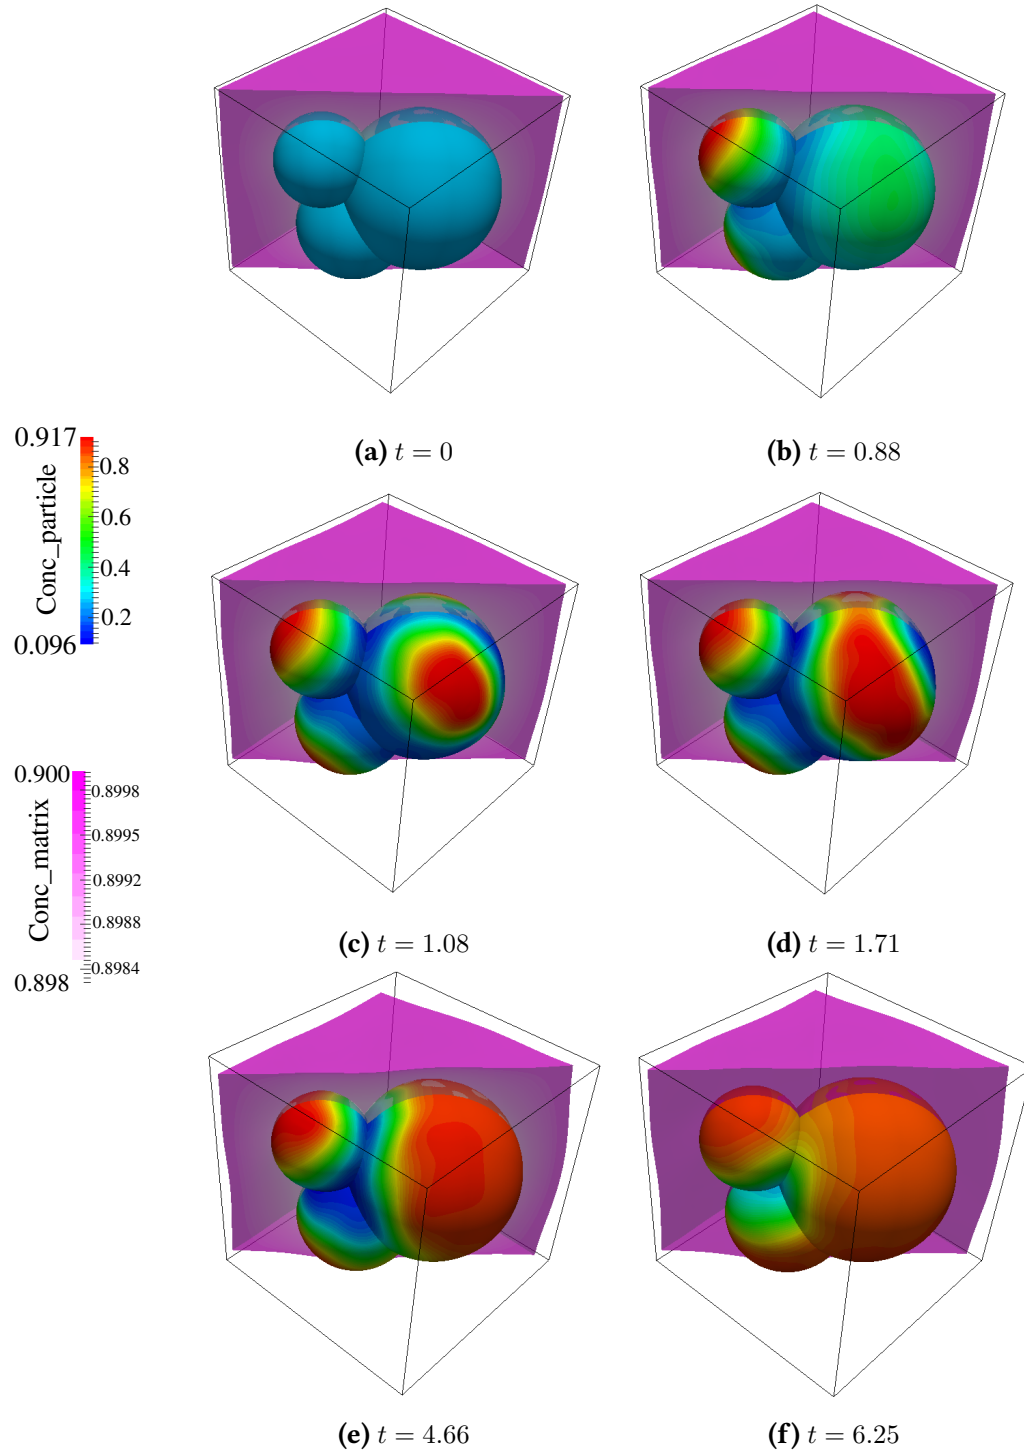 (a) t = 0
(b) t = 0.88
0.917
0.8
0.6
0.4
0.2
0.096
Conc_particle
(c) t = 1.08
(d) t = 1.71
0.900
0.8998
0.8995
0.8992
0.8988
0.8984
0.898
Conc_matrix
(e) t = 4.66
(f) t = 6.25